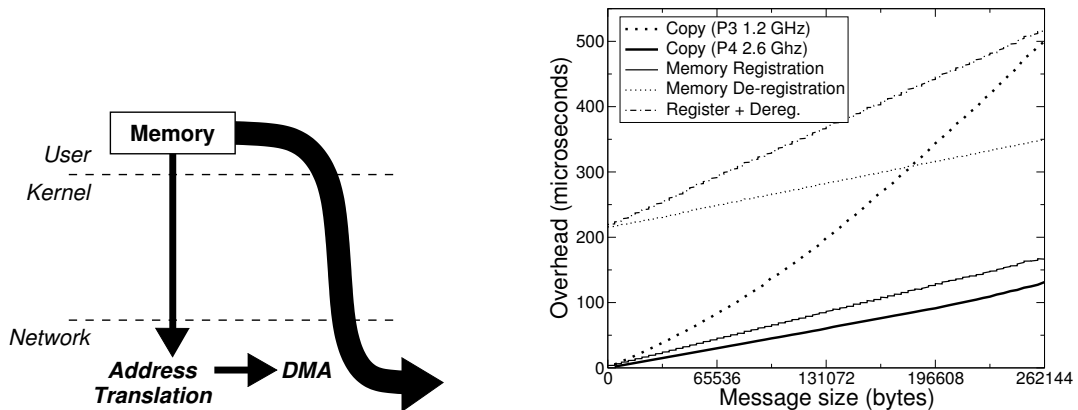 Memory
User
Kernel
Network
Address
Translation
DMA
Overhead (microseconds)
500
400
300
200
100
0
Copy (P3 1.2 GHz)
Copy (P4 2.6 Ghz)
Memory Registration
Memory De-registration
Register + Dereg.
0
65536
131072
196608
262144
Message size (bytes)